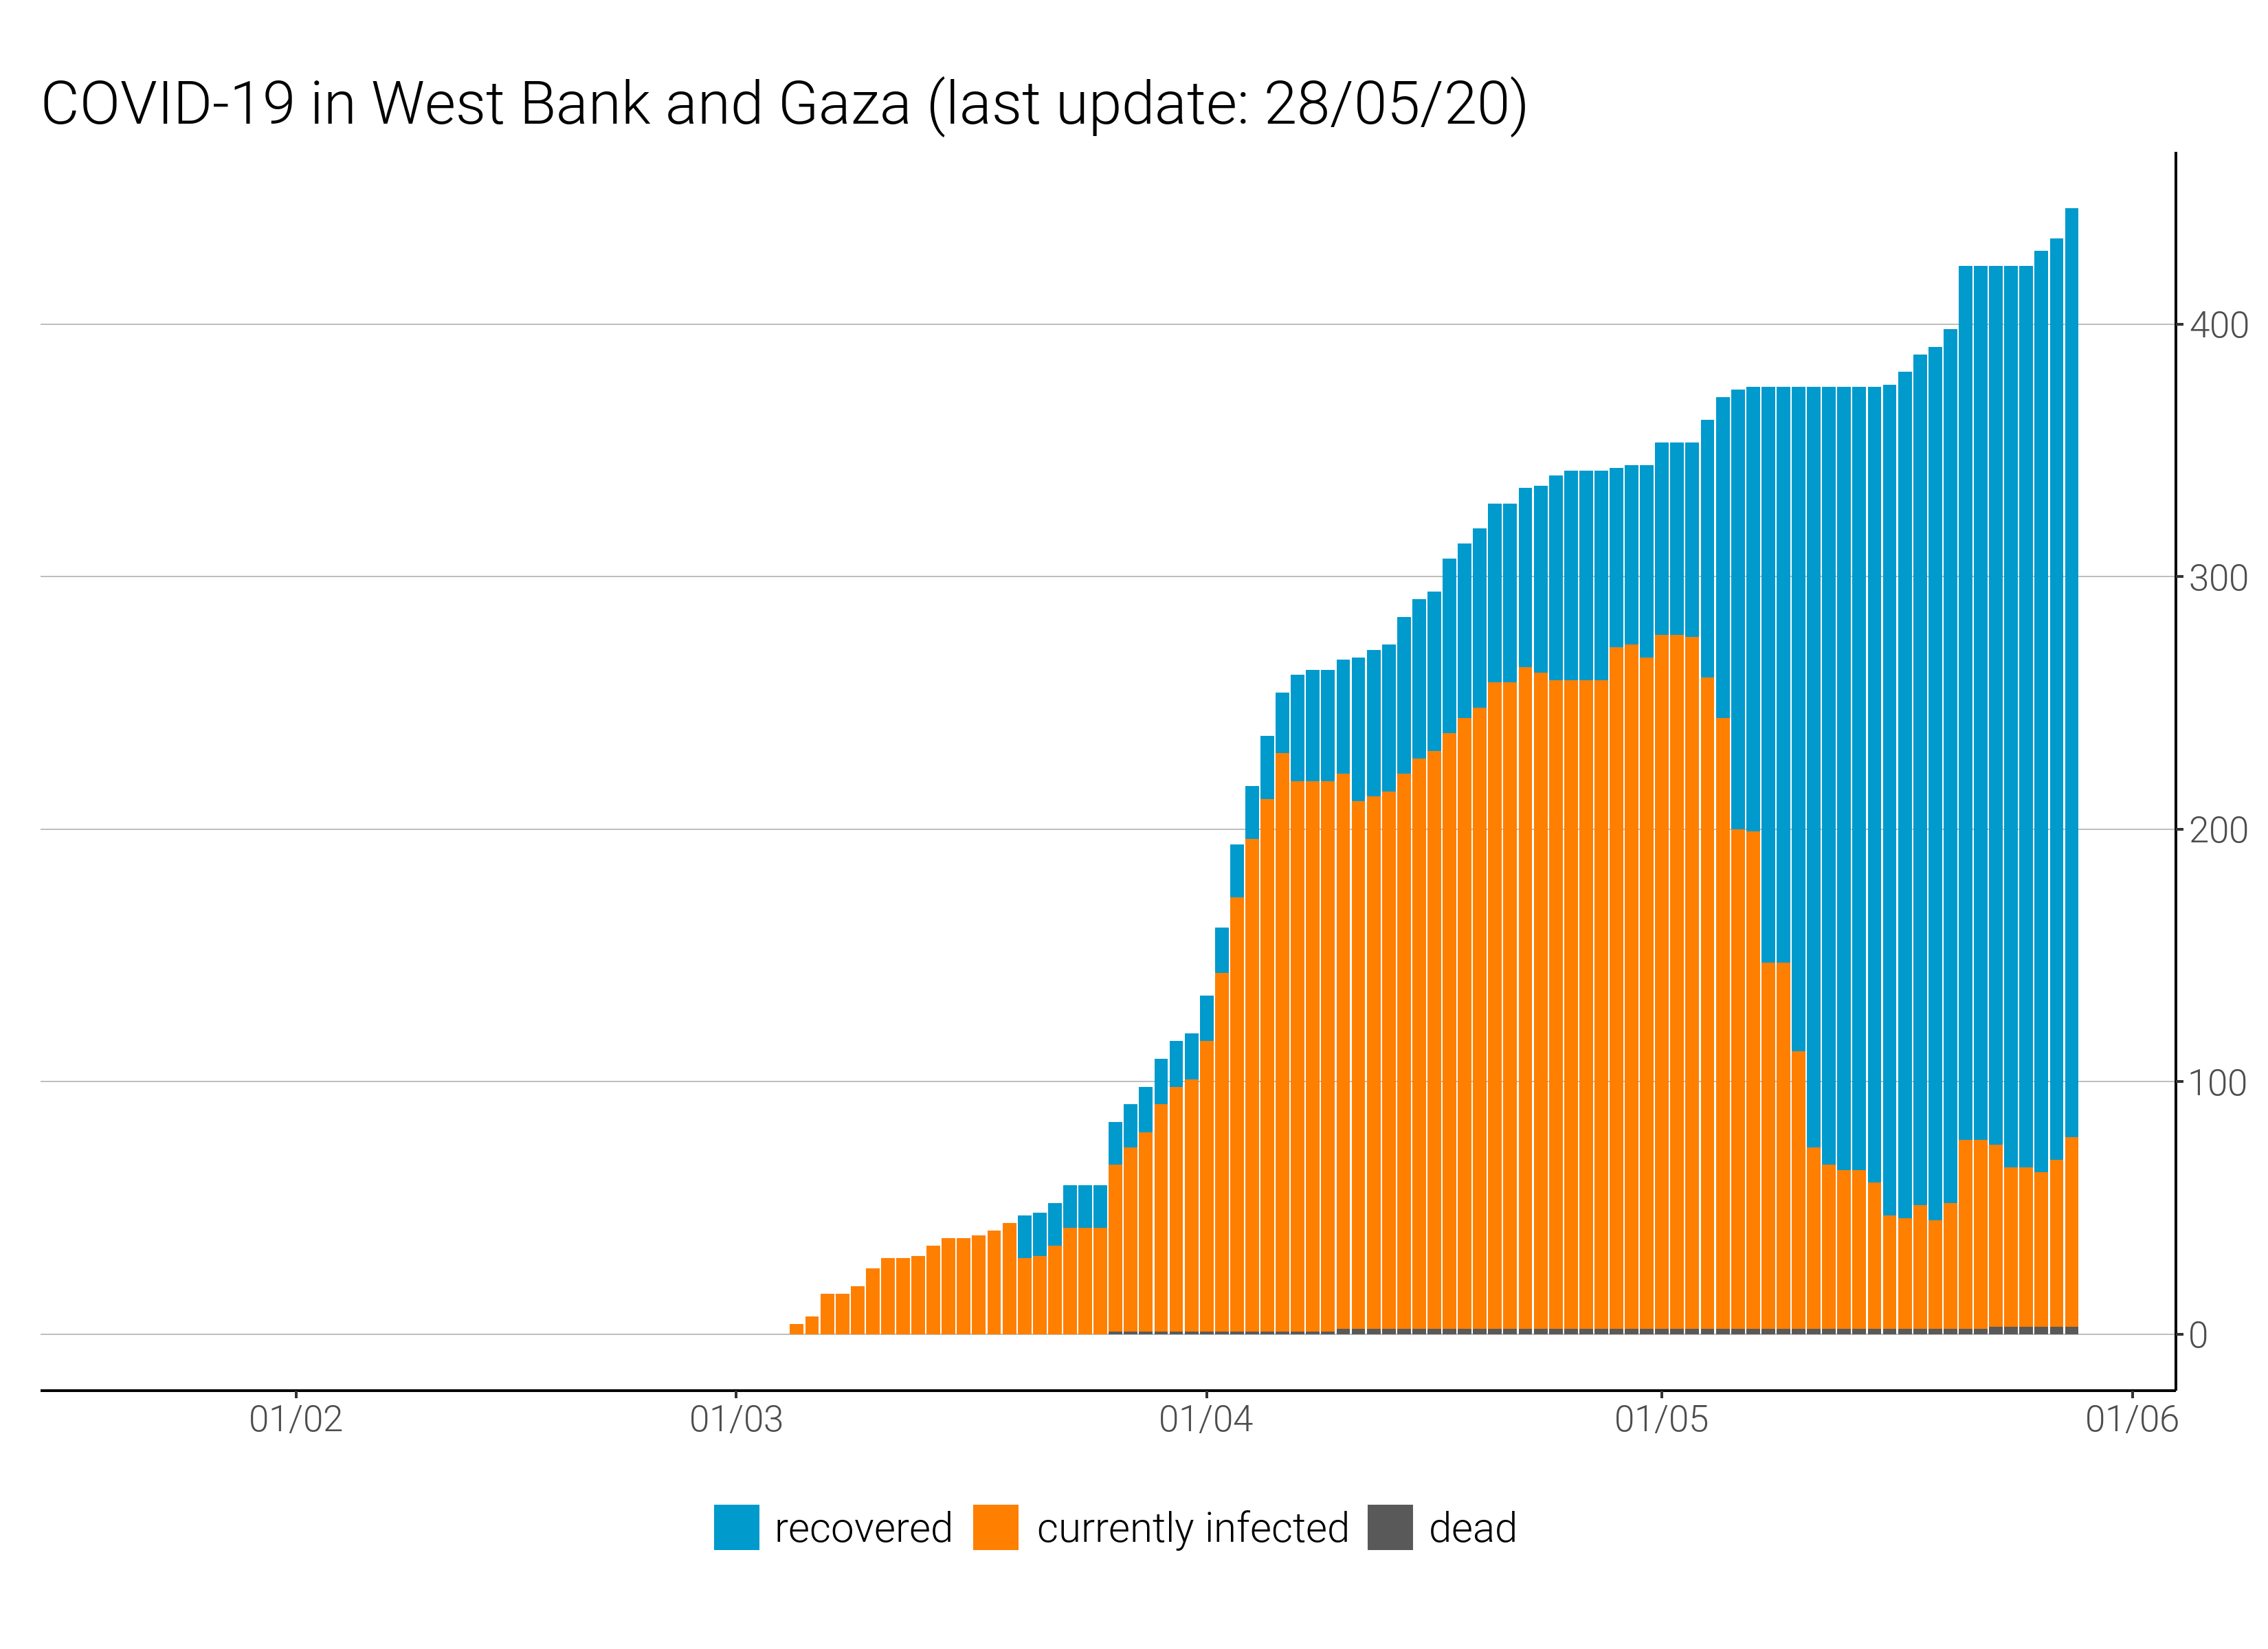 COVID-19 in West Bank and Gaza (last update: 28/05/20)
400
300
200
100
0
01/02 01/03 01/04 01/05 01/06
recovered currently infected dead